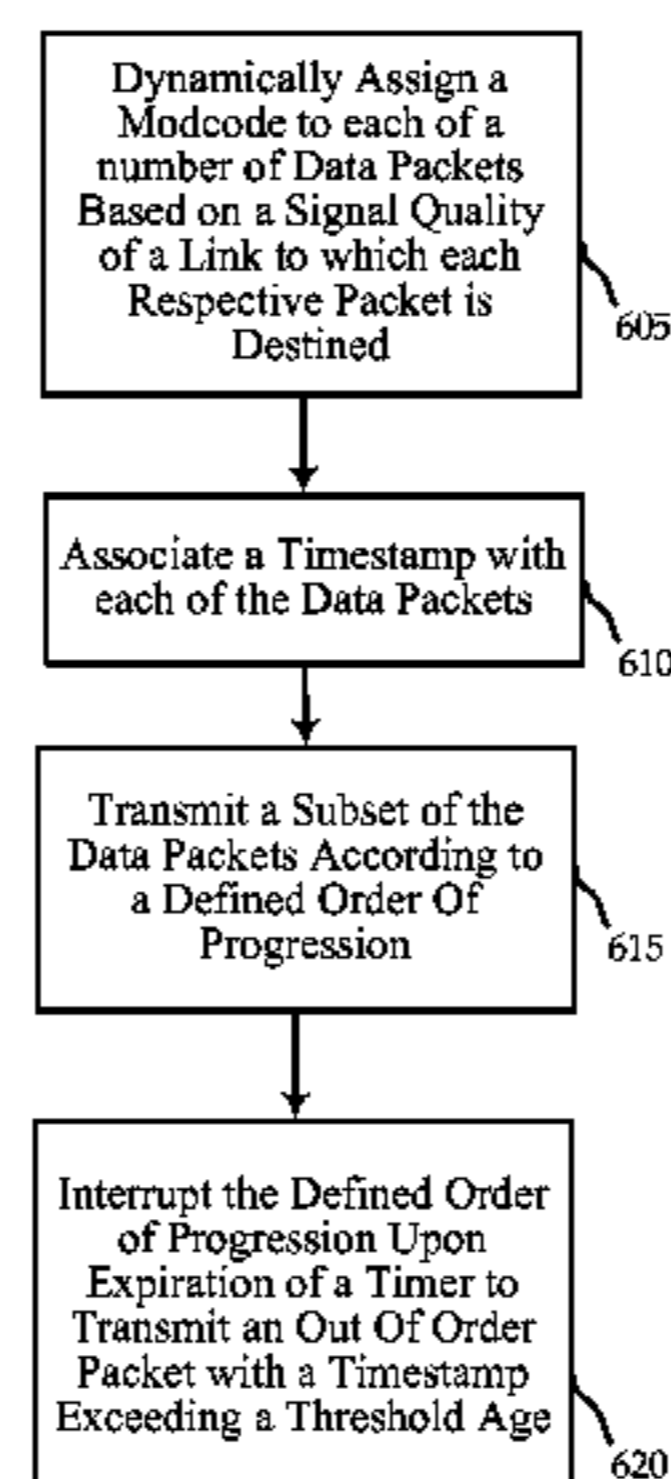 Dynamically Assign a
Modcode to each of a
number of Data Packets
Based on a Signal Quality
of a Link to which each
Respective Packet is
Destined
605
Associate a Timestamp with
each of the Data Packets
610
Transmit a Subset of the
Data Packets According to
a Defined Order Of
Progression
615
Interrupt the Defined Order
of Progression Upon
Expiration of a Timer to
Transmit an Out Of Order
Packet with a Timestamp
Exceeding a Threshold Age
620